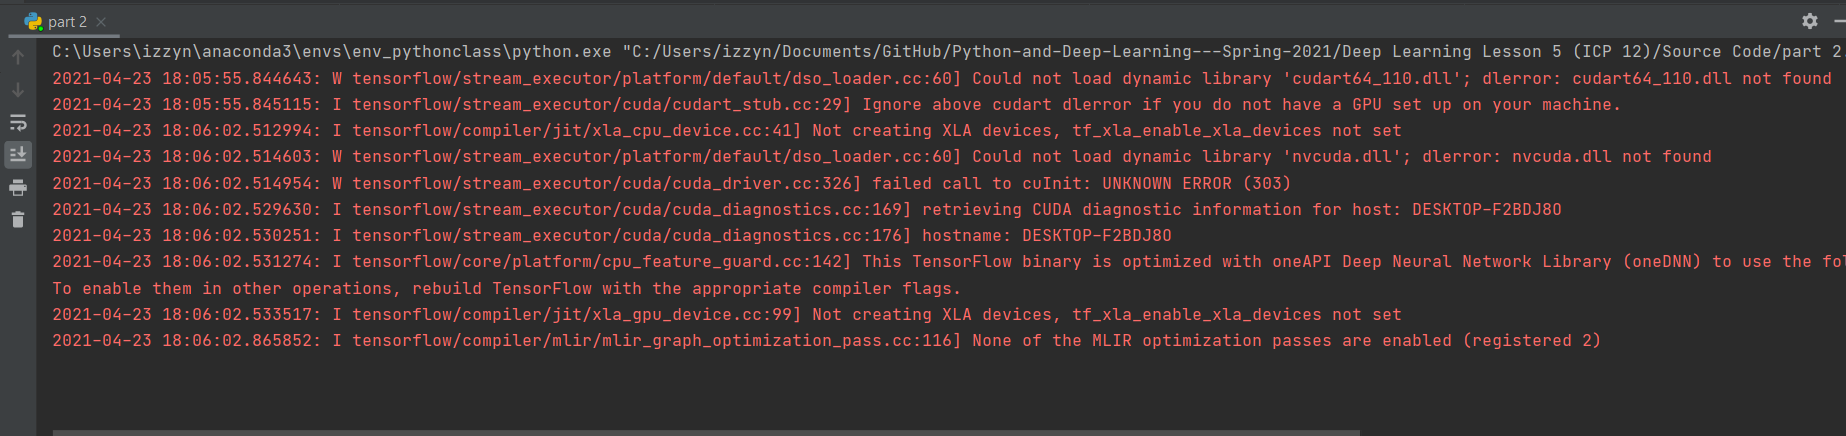 part 2
C:\Users\izzyn\anaconda3\envs\env_pythonclass\python.exe "C:/Users/izzyn/Documents/GitHub/Python-and-Deep-Learning---Spring-2021/Deep Learning Lesson 5 (ICP 12)/Source Code/part 2.
2021-04-23 18:05:55.844643: W tensorflow/stream_executor/platform/default/dso_loader.cc:60] Could not load dynamic library 'cudart64_110.dll'; dlerror: cudart64_110.dll not found
2021-04-23 18:05:55.845115: I tensorflow/stream_executor/cuda/cudart_stub.cc:29] Ignore above cudart dlerror if you do not have a GPU set up on your machine.
2021-04-23 18:06:02.512994: I tensorflow/compiler/jit/xla_cpu_device.cc:41] Not creating XLA devices, tf_xla_enable_xla_devices not set
2021-04-23 18:06:02.514603: W tensorflow/stream_executor/platform/default/dso_loader.cc:60] Could not load dynamic library 'nvcuda.dll'; dlerror: nvcuda.dll not found
2021-04-23 18:06:02.514954: W tensorflow/stream_executor/cuda/cuda_driver.cc:326] failed call to cuInit: UNKNOWN ERROR (303)
2021-04-23 18:06:02.529630: I tensorflow/stream_executor/cuda/cuda_diagnostics.cc:169] retrieving CUDA diagnostic information for host: DESKTOP-F2BDJ8O
2021-04-23 18:06:02.530251: I tensorflow/stream_executor/cuda/cuda_diagnostics.cc:176] hostname: DESKTOP-F2BDJ8O
2021-04-23 18:06:02.531274: I tensorflow/core/platform/cpu_feature_guard.cc:142] This TensorFlow binary is optimized with oneAPI Deep Neural Network Library (oneDNN) to use the fol
To enable them in other operations, rebuild TensorFlow with the appropriate compiler flags.
2021-04-23 18:06:02.533517: I tensorflow/compiler/jit/xla_gpu_device.cc:99] Not creating XLA devices, tf_xla_enable_xla_devices not set
2021-04-23 18:06:02.865852: I tensorflow/compiler/mlir/mlir_graph_optimization_pass.cc:116] None of the MLIR optimization passes are enabled (registered 2)